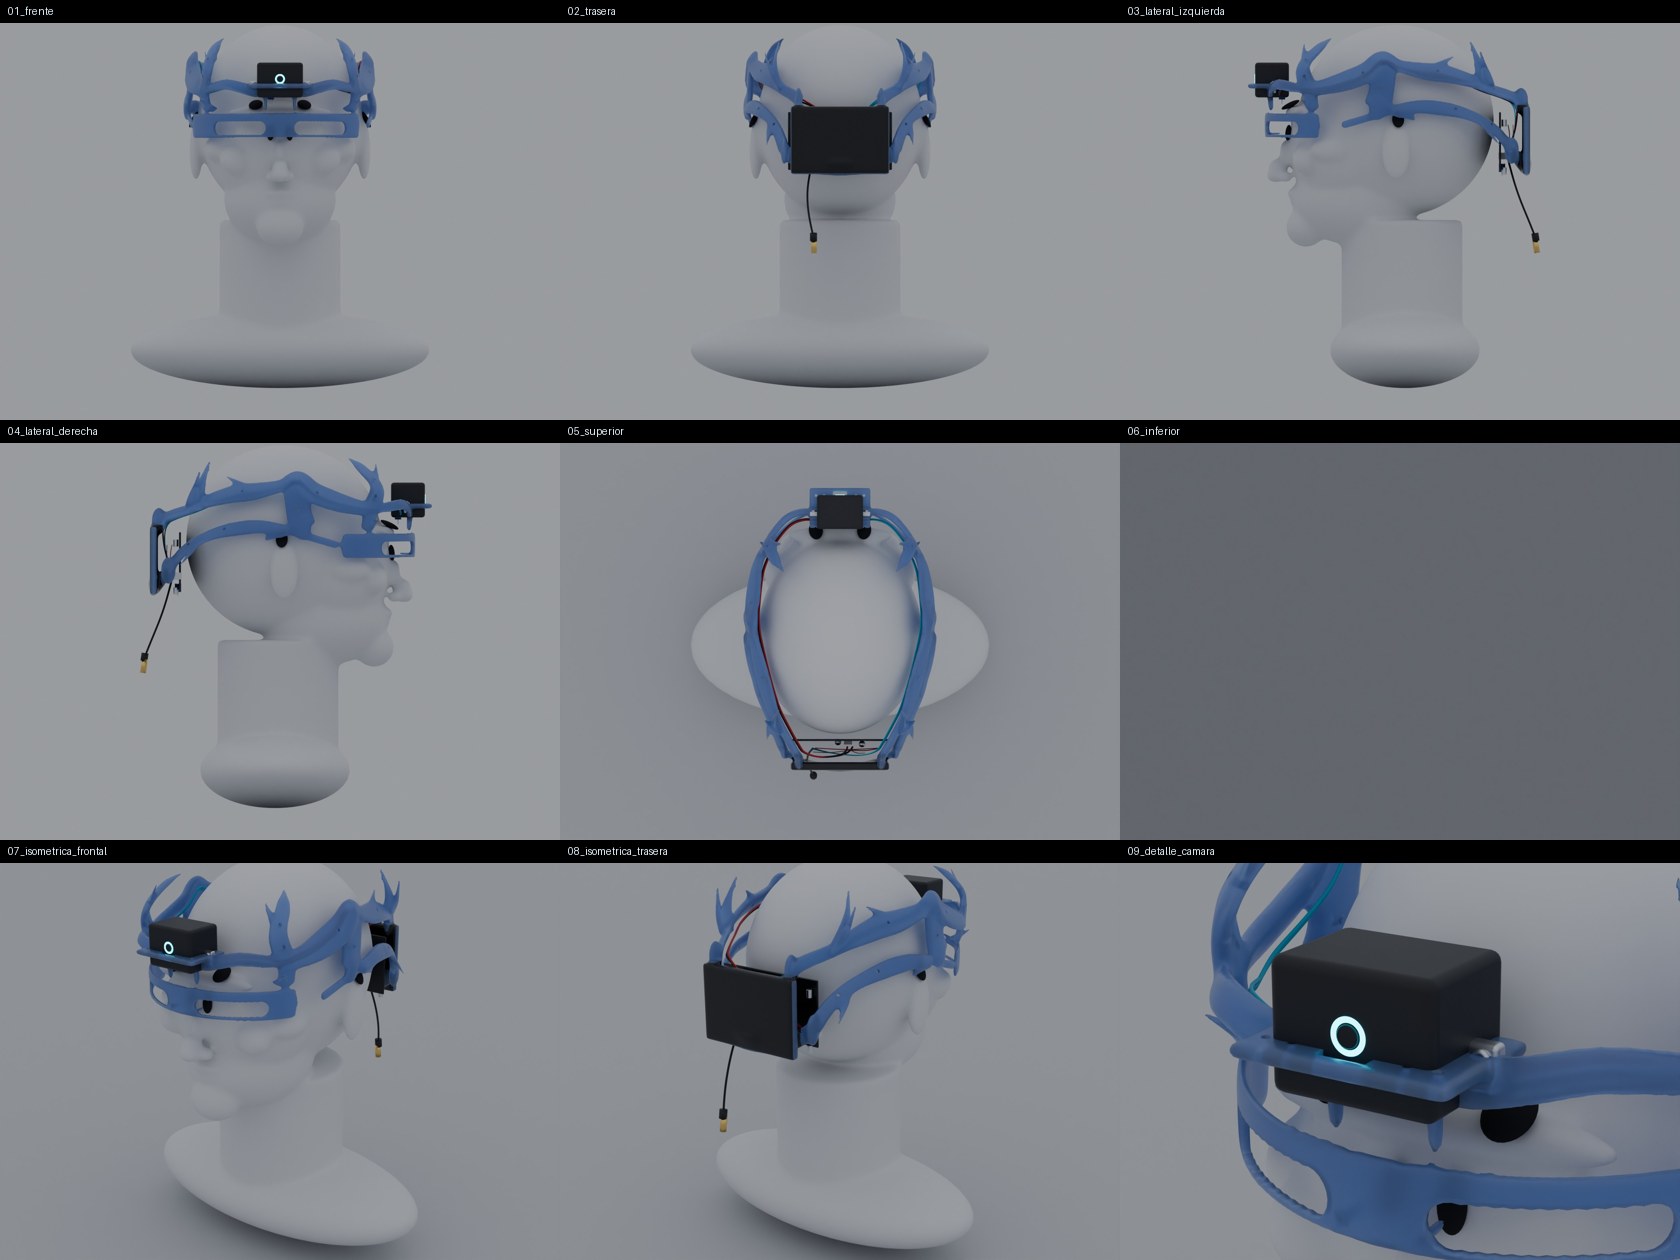 01_frente
02_trasera
03_lateral_izquierda
04_lateral_derecha
05_superior
06_inferior
07_isometrica_frontal
08_isometrica_trasera
09_detalle_camara